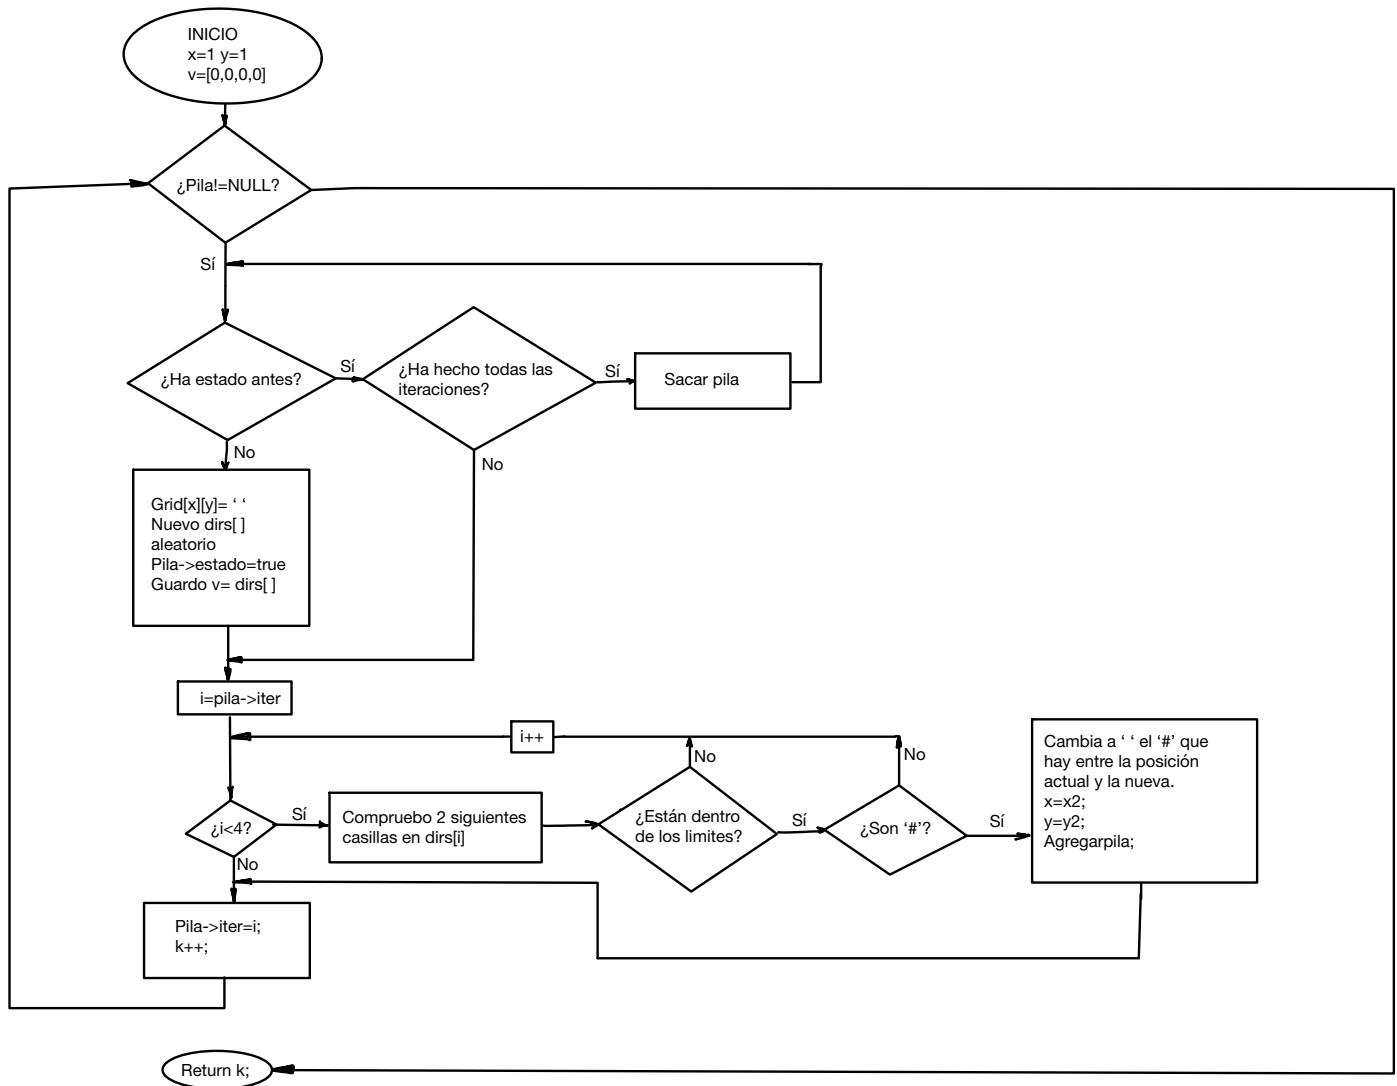 INICIO
x=1 y=1
v=[0,0,0,0]
¿Pila!=NULL?
Sí
¿Ha estado antes?
Sí
¿Ha hecho todas las
iteraciones?
Sí
Sacar pila
No
No
Grid[x][y]= ‘ ‘
Nuevo dirs[ ]
aleatorio
Pila->estado=true
Guardo v= dirs[ ]
i=pila->iter
i++
No
No
¿i<4?
Sí
Compruebo 2 siguientes
casillas en dirs[i]
¿Están dentro
de los limites?
Sí
¿Son ‘#’?
Sí
Cambia a ‘ ‘ el ‘#’ que
hay entre la posición
actual y la nueva.
x=x2;
y=y2;
Agregarpila;
No
Pila->iter=i;
k++;
Return k;